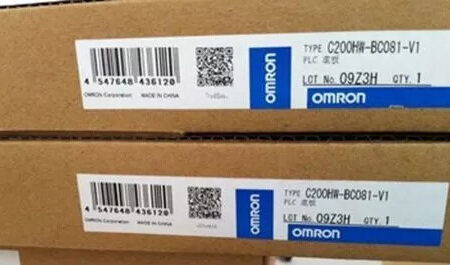 TYPE C200HW-BC081-V1
PLC 底板
LOT No. 09Z3H QTY. 1
OMRON
4 547648 436120
OMRON Corporation MADE IN CHINA
TYPE C200HW-BC081-V1
PLC 底板
LOT No. 09Z3H QTY. 1
OMRON
4 547648 436120
OMRON Corporation MADE IN CHINA